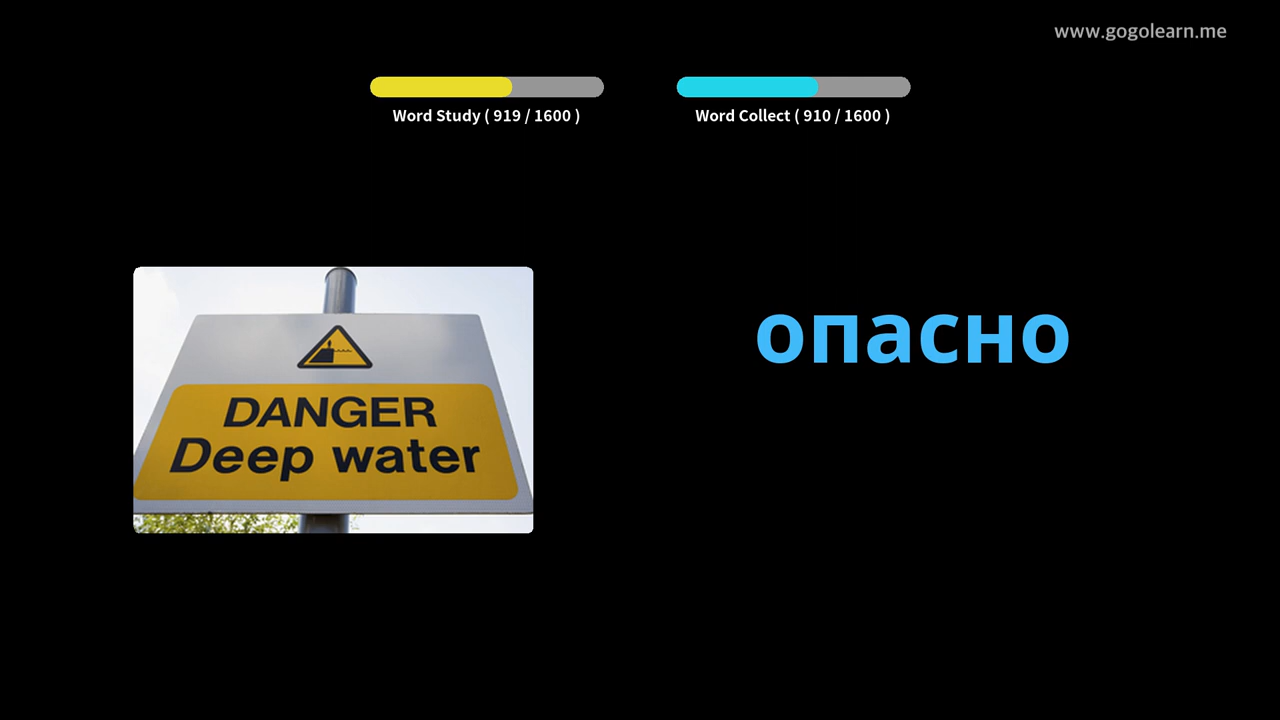 www.gogolearn.me
Word Study ( 919 / 1600 )
Word Collect ( 910 / 1600 )
DANGER
Deep water
опасно